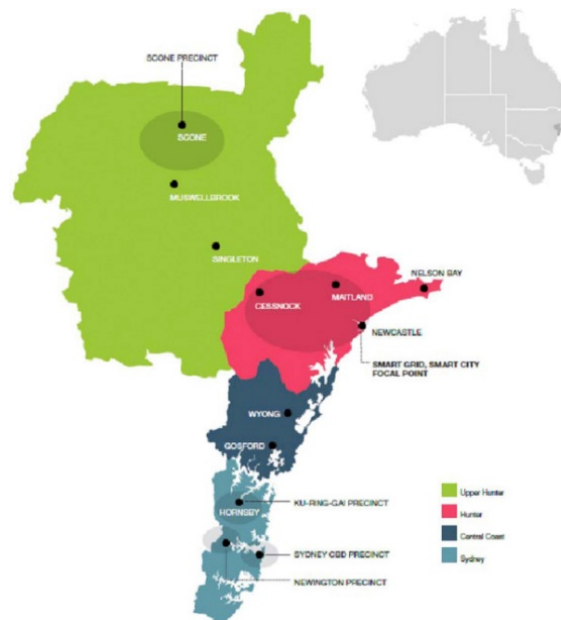 SCONE PRECINCT
SCONE
MUSWELLBROOK
SINGLETON
NELSON BAY
MAITLAND
CESSNOCK
NEWCASTLE
SMART GRID, SMART CITY
FOCAL POINT
WYONG
GOSFORD
KU-RING-GAI PRECINCT
HORNSBY
SYDNEY CBD PRECINCT
NEWINGTON PRECINCT
Upper Hunter
Hunter
Central Coast
Sydney